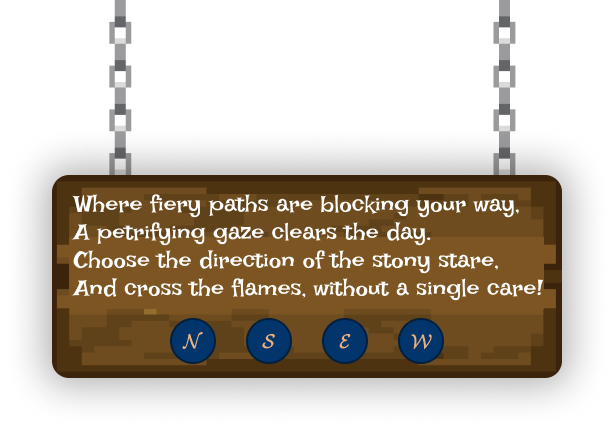 Where fiery paths are blocking your way,
A petrifying gaze clears the day.
Choose the direction of the stony stare,
And cross the flames, without a single care!
N S E W